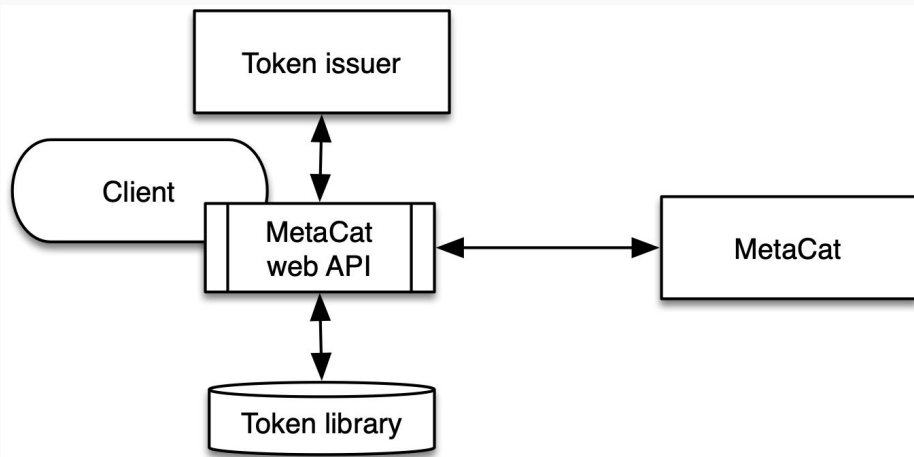 Token issuer
Client
MetaCat
web API
MetaCat
Token library